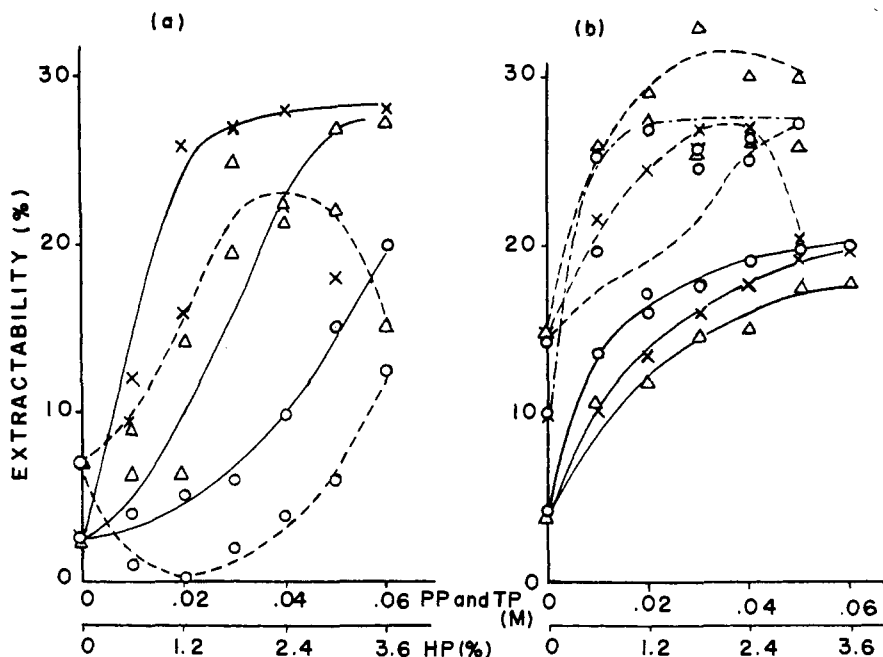 (a)
(b)
EXTRACTABILITY (%)
30
20
10
0
30
20
10
0
0 .02 .04 .06 PP and TP (M) 0 .02 .04 .06
0 1.2 2.4 3.6 HP (%) 0 1.2 2.4 3.6